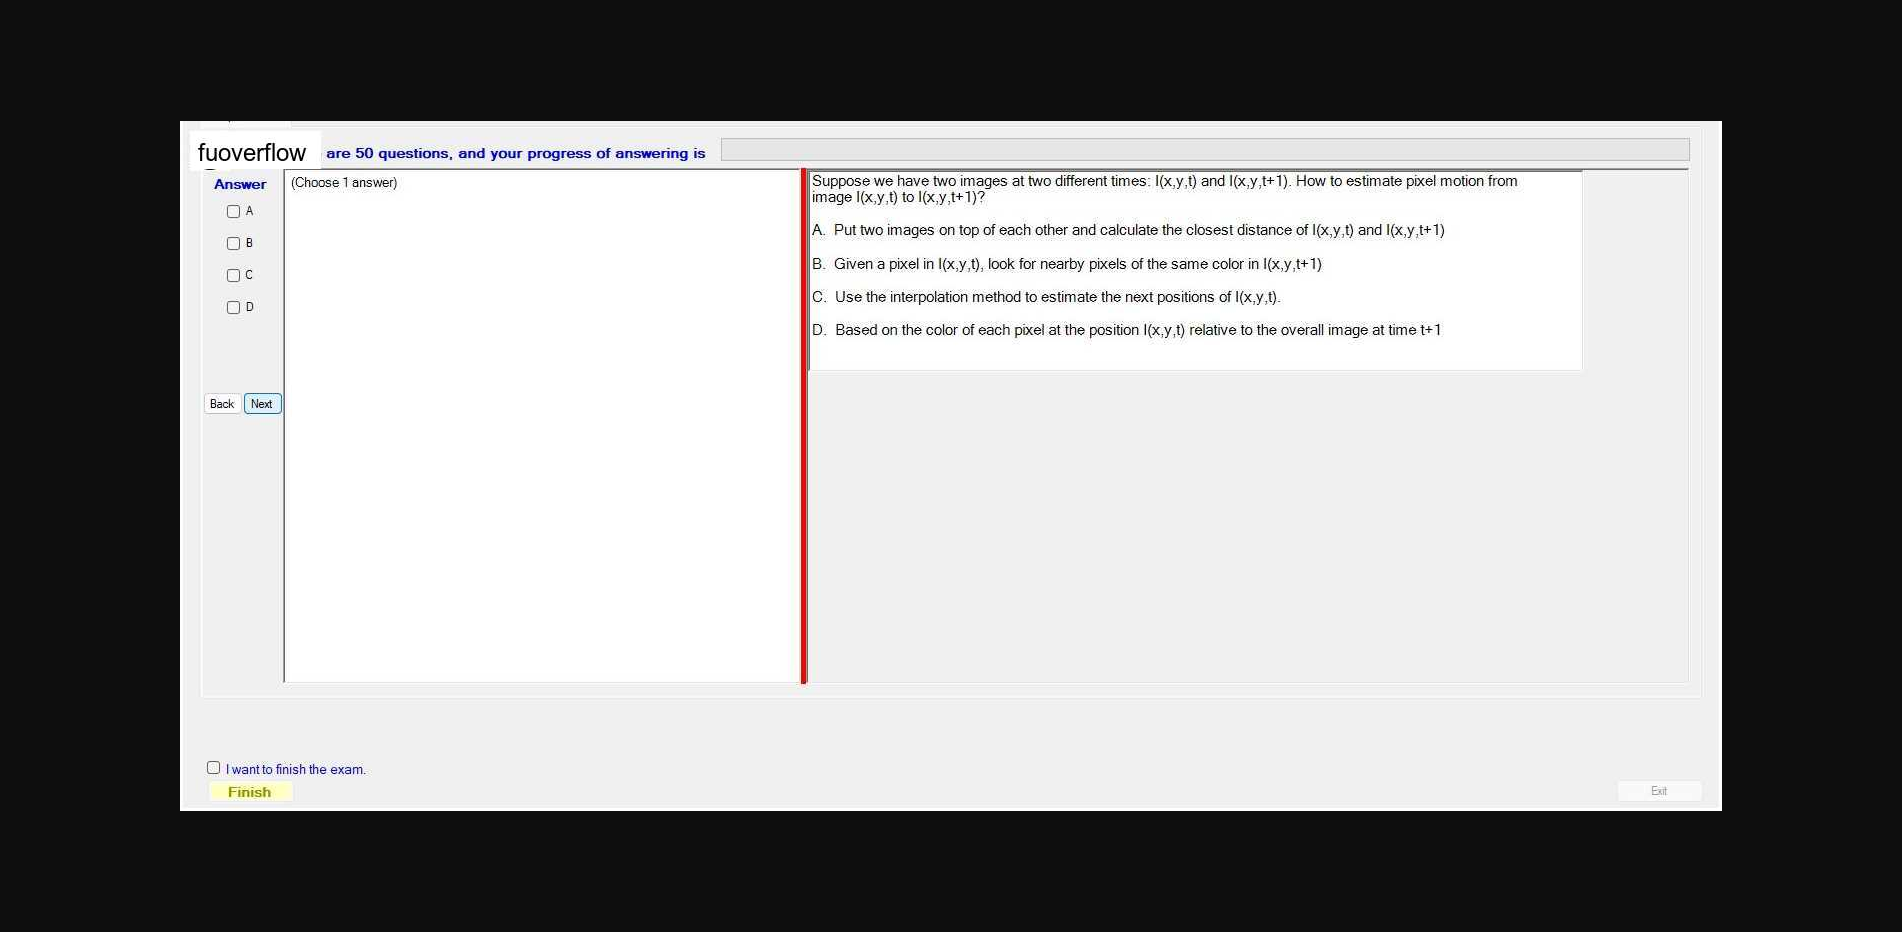 fuoverflow are 50 questions, and your progress of answering is
Answer
A
B
C
D
Back Next
(Choose 1 answer)
Suppose we have two images at two different times: I(x,y,t) and I(x,y,t+1). How to estimate pixel motion from
image I(x,y,t) to I(x,y,t+1)?
A. Put two images on top of each other and calculate the closest distance of I(x,y,t) and I(x,y,t+1)
B. Given a pixel in I(x,y,t), look for nearby pixels of the same color in I(x,y,t+1)
C. Use the interpolation method to estimate the next positions of I(x,y,t).
D. Based on the color of each pixel at the position I(x,y,t) relative to the overall image at time t+1
I want to finish the exam.
Finish
Exit